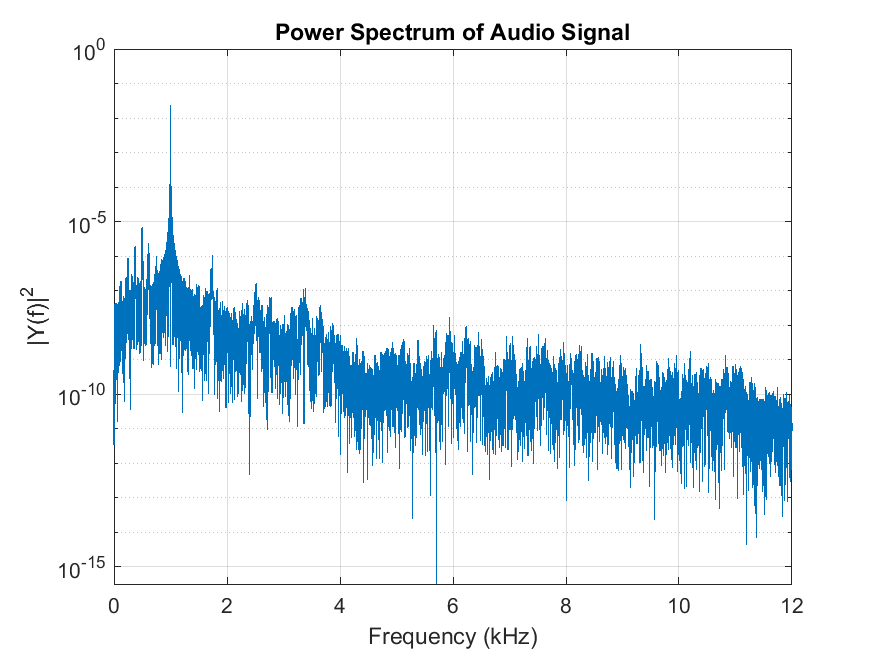 Power Spectrum of Audio Signal
10^0
10^-5
10^-10
10^-15
|Y(f)|^2
0 2 4 6 8 10 12
Frequency (kHz)